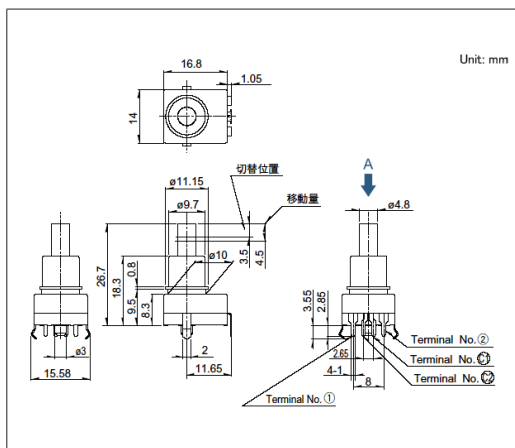 Unit: mm
16.8
1.05
14
A
切替位置
移動量
ø11.15
ø9.7
ø4.8
ø10
3.5
4.5
26.7
18.3
0.8
9.5
8.3
3.55
2.85
ø3
2
2.65
15.58
11.65
4-1
8
Terminal No.②
Terminal No.
Terminal No.
Terminal No.①